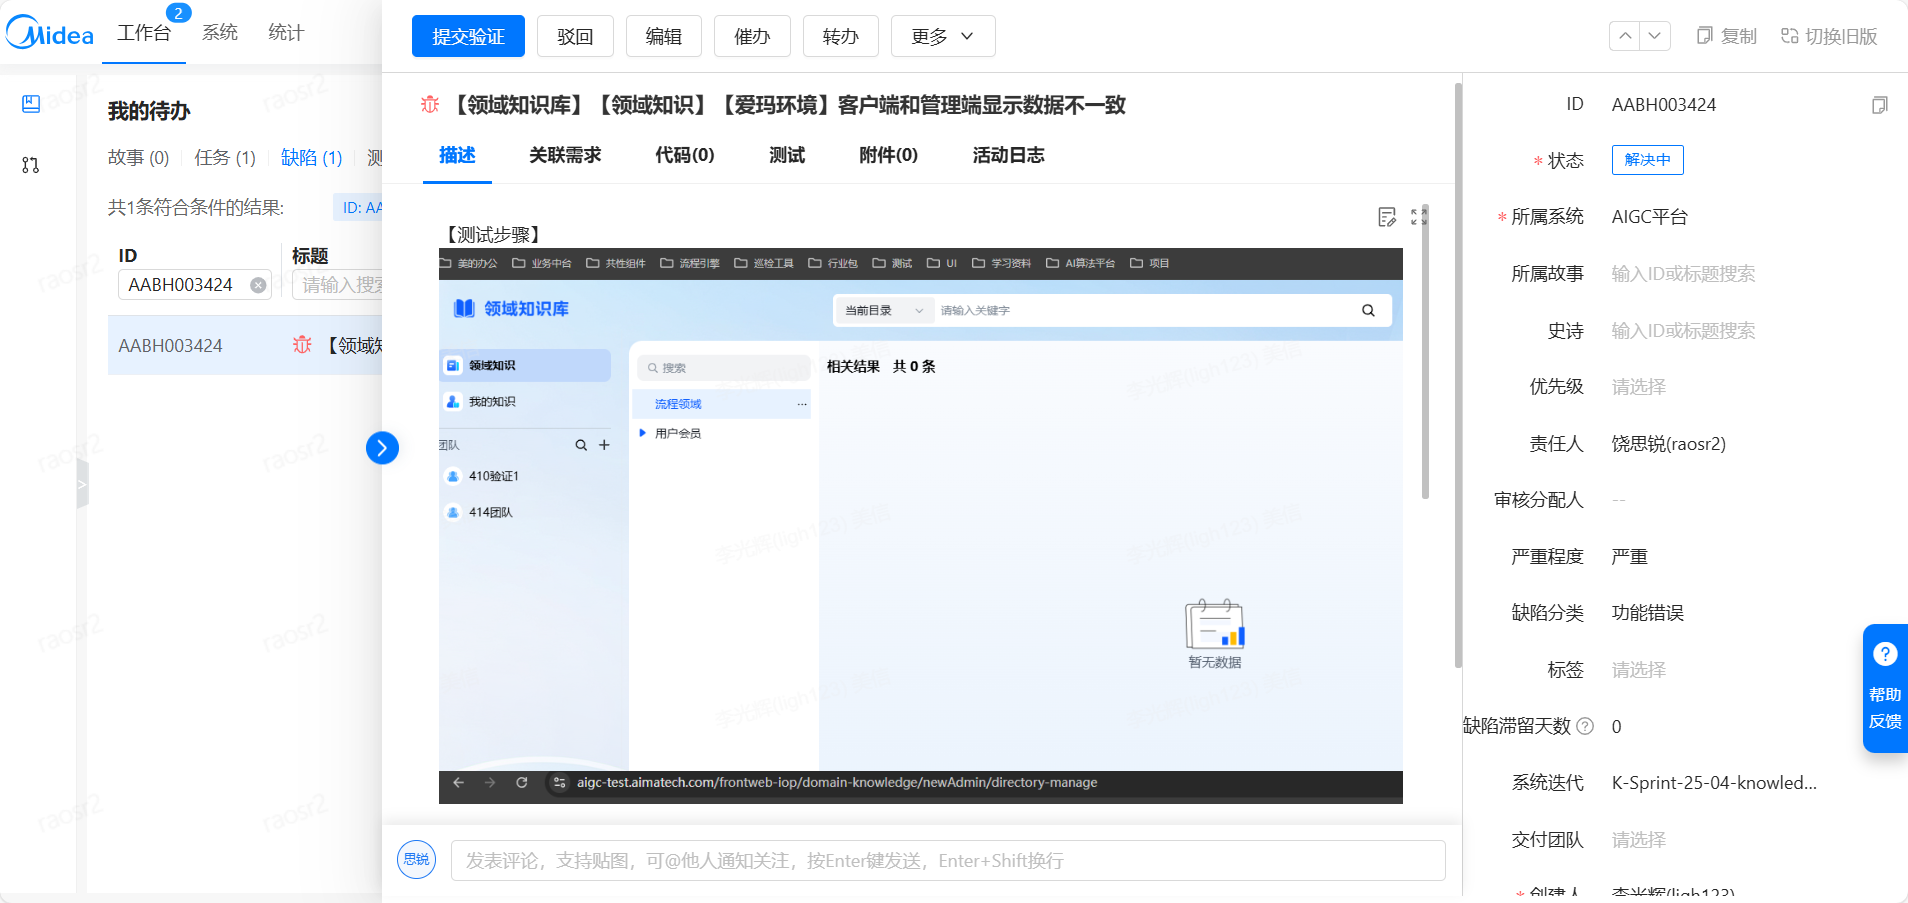 Midea
工作台
2
系统
统计
提交验证
驳回
编辑
催办
转办
更多
复制
切换旧版
我的待办
故事 (0)
任务 (1)
缺陷 (1)
测
共1条符合条件的结果:
ID: AA
ID
标题
AABH003424
请输入搜索
AABH003424
【领域知
【领域知识库】【领域知识】【爱玛环境】客户端和管理端显示数据不一致
描述
关联需求
代码(0)
测试
附件(0)
活动日志
【测试步骤】
美的办公
业务中台
共性组件
流程引擎
巡检工具
行业包
测试
UI
学习资料
AI算法平台
项目
领域知识库
当前目录
请输入关键字
领域知识
我的知识
团队
410验证1
414团队
搜索
流程领域
...
用户会员
相关结果 共 0 条
暂无数据
李光辉(ligh123) 美信
aigc-test.aimatech.com/frontweb-iop/domain-knowledge/newAdmin/directory-manage
思锐
发表评论，支持贴图，可@他人通知关注，按Enter键发送，Enter+Shift换行
ID AABH003424
* 状态 解决中
* 所属系统 AIGC平台
所属故事 输入ID或标题搜索
史诗 输入ID或标题搜索
优先级 请选择
责任人 饶思锐(raosr2)
审核分配人 --
严重程度 严重
缺陷分类 功能错误
标签 请选择
缺陷滞留天数 ? 0
系统迭代 K-Sprint-25-04-knowled...
交付团队 请选择
* 创建人 李光辉(ligh123)
?
帮助
反馈
raosr2